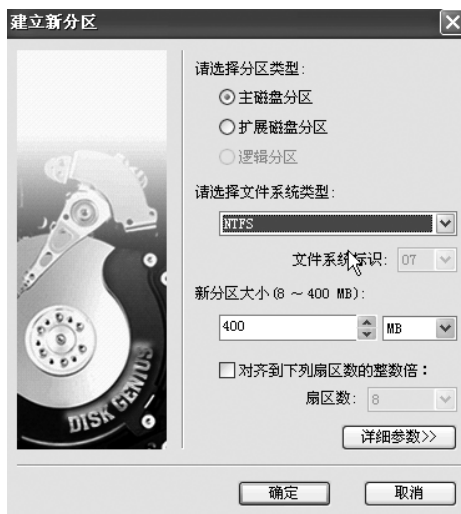 建立新分区
请选择分区类型:
主磁盘分区
扩展磁盘分区
逻辑分区
请选择文件系统类型:
NTFS
文件系统标识: 07
新分区大小(8 ~ 400 MB):
400 MB
对齐到下列扇区数的整数倍：
扇区数: 8
详细参数>>
DISK GENIUS
确定 取消